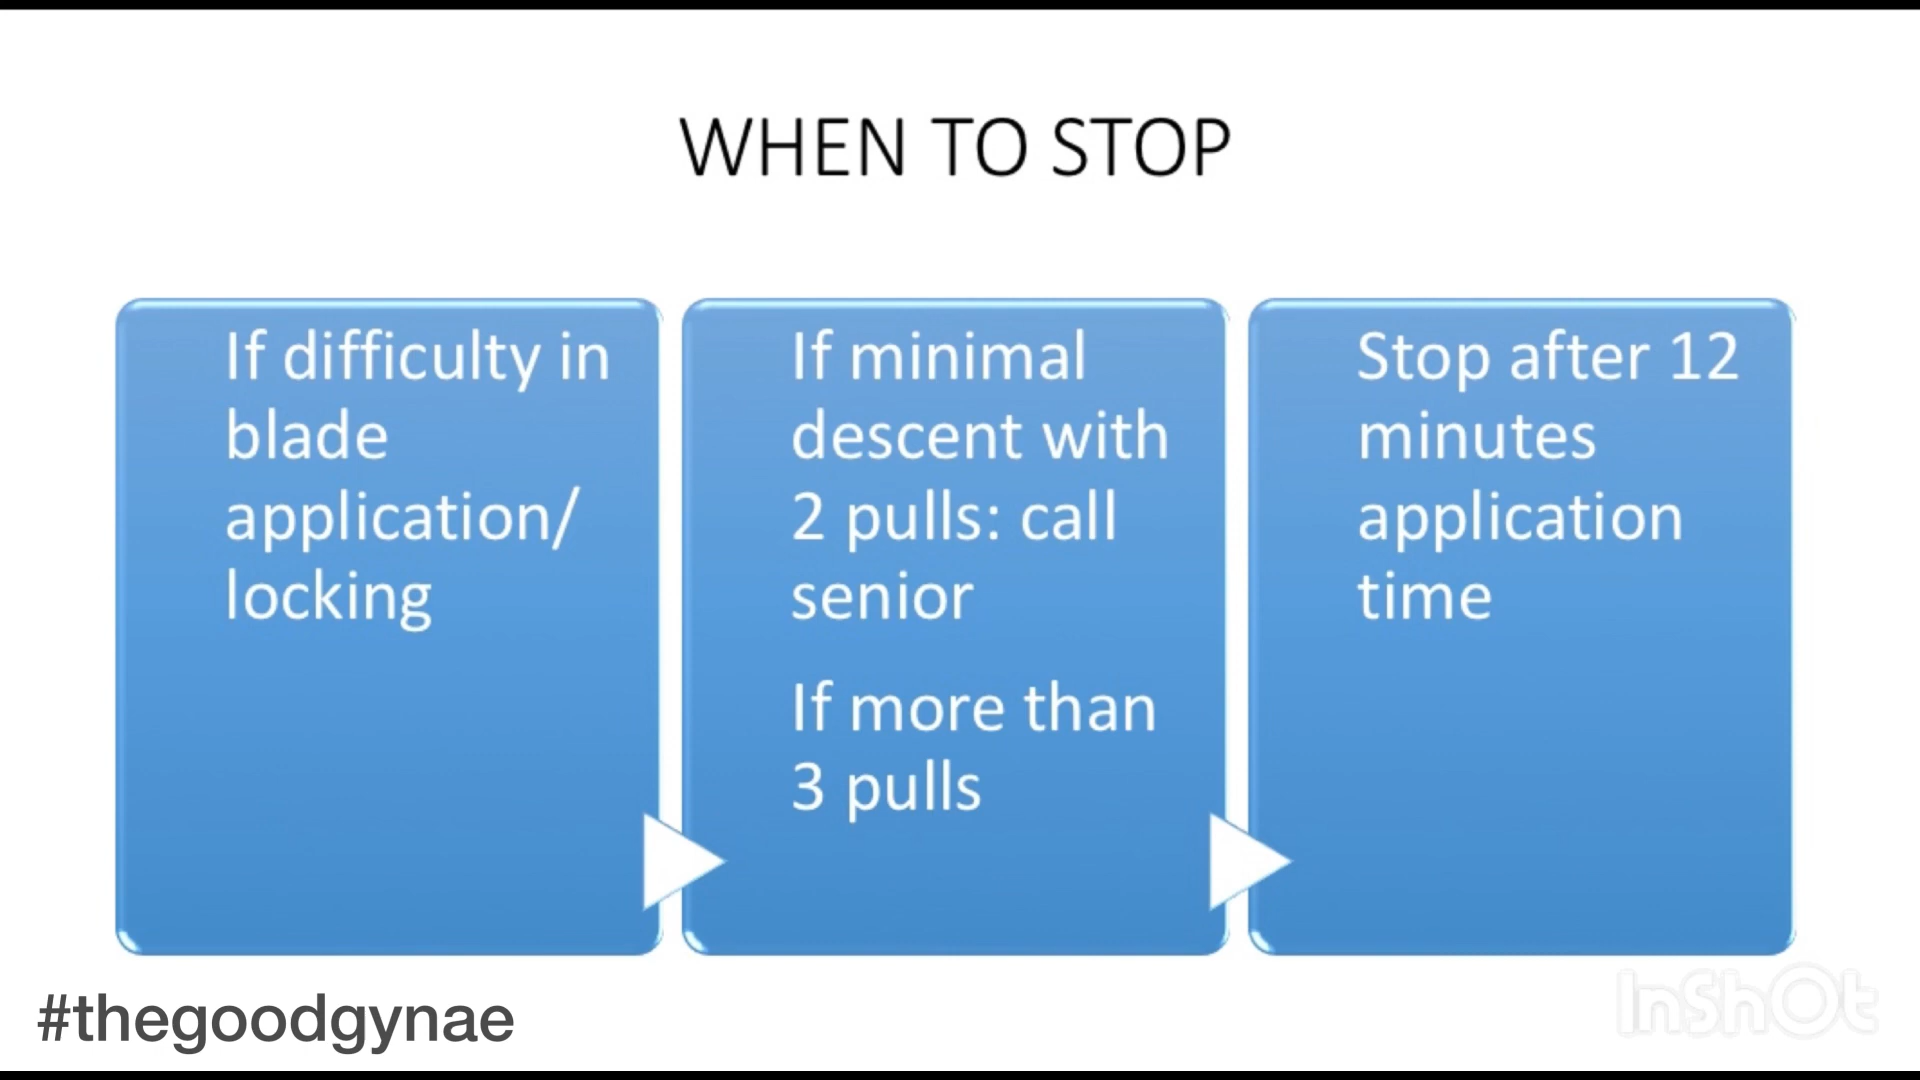 WHEN TO STOP
If difficulty in
blade
application/
locking
If minimal
descent with
2 pulls: call
senior
If more than
3 pulls
Stop after 12
minutes
application
time
#thegoodgynae
InShOt